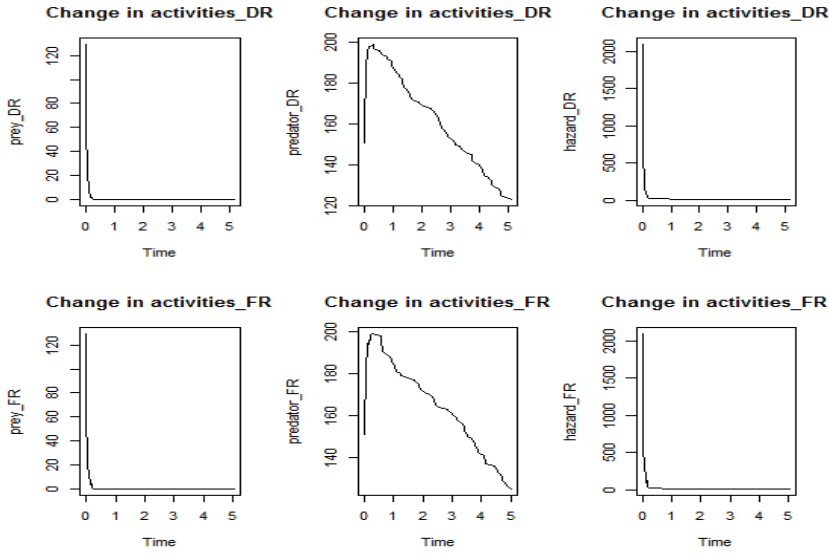 Change in activities_DR
Change in activities_DR
Change in activities_DR
prey_DR
0 20 40 60 80 120
predator_DR
120 140 160 180 200
hazard_DR
0 500 1000 1500 2000
0 1 2 3 4 5
0 1 2 3 4 5
0 1 2 3 4 5
Time
Time
Time
Change in activities_FR
Change in activities_FR
Change in activities_FR
prey_FR
0 20 40 60 80 120
predator_FR
140 160 180 200
hazard_FR
0 500 1000 1500 2000
0 1 2 3 4 5
0 1 2 3 4 5
0 1 2 3 4 5
Time
Time
Time